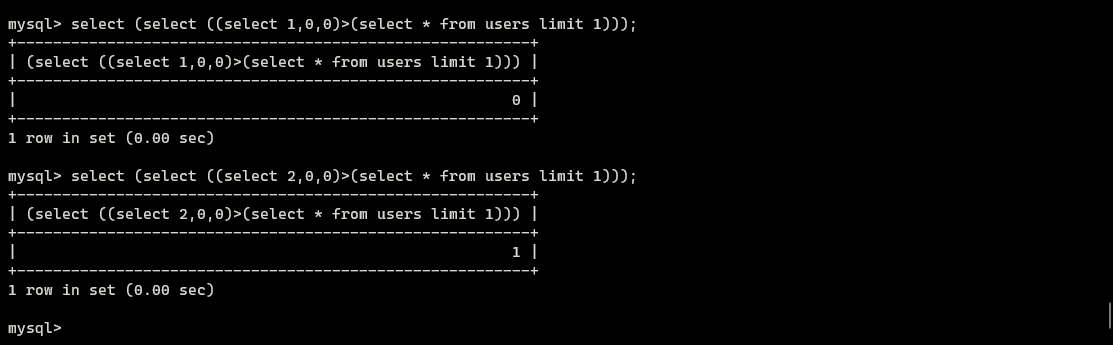 mysql> select (select ((select 1,0,0)>(select * from users limit 1)));
+---------------------------------------------------------+
| (select ((select 1,0,0)>(select * from users limit 1))) |
+---------------------------------------------------------+
|                                                       0 |
+---------------------------------------------------------+
1 row in set (0.00 sec)

mysql> select (select ((select 2,0,0)>(select * from users limit 1)));
+---------------------------------------------------------+
| (select ((select 2,0,0)>(select * from users limit 1))) |
+---------------------------------------------------------+
|                                                       1 |
+---------------------------------------------------------+
1 row in set (0.00 sec)

mysql>